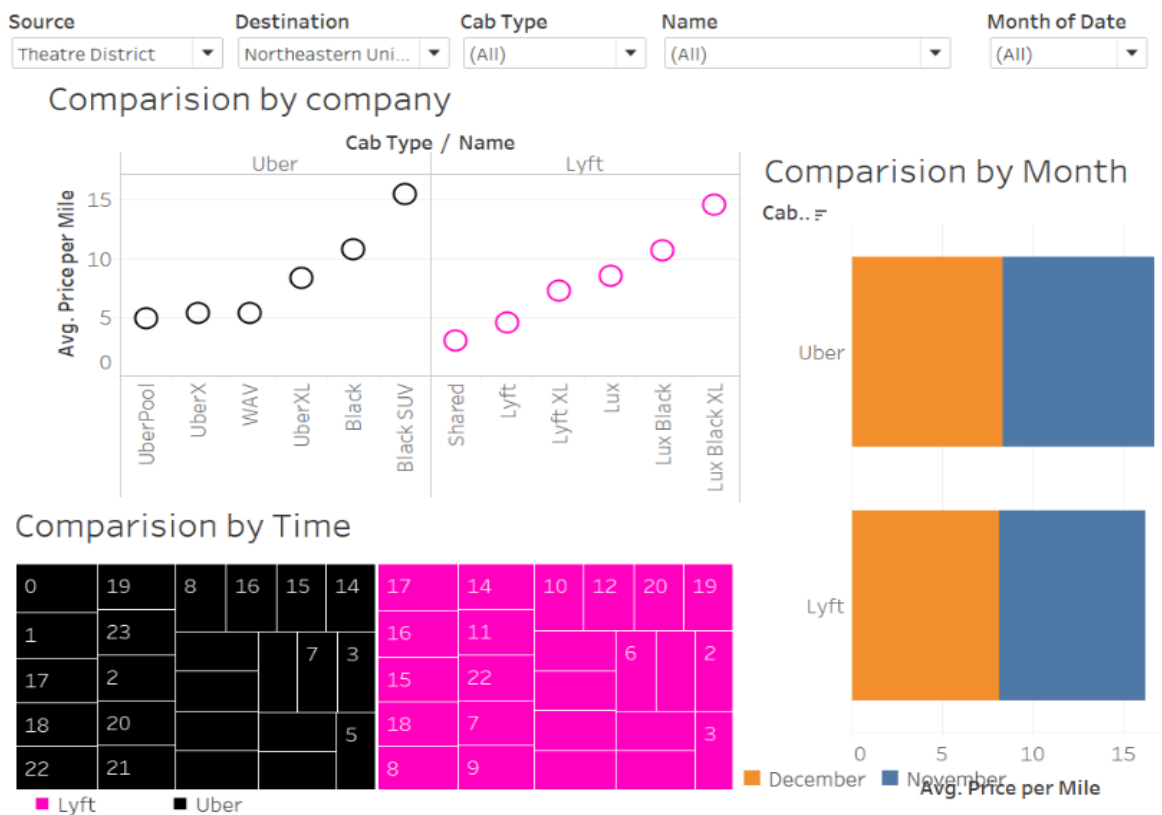 Source Destination Cab Type Name Month of Date
Theatre District Northeastern Uni... (All) (All) (All)
Comparision by company
Cab Type / Name
Uber Lyft
Avg. Price per Mile
15
10
5
0
UberPool UberX WAV UberXL Black Black SUV Shared Lyft Lyft XL Lux Lux Black Lux Black XL
Comparision by Month
Cab..
Uber
Lyft
0 5 10 15
Avg. Price per Mile
December November
Comparision by Time
0 19 8 16 15 14 17 14 10 12 20 19
1 23 7 3 16 11 6 2
17 2 15 22
18 20 5 18 7 3
22 21 8 9
Lyft Uber